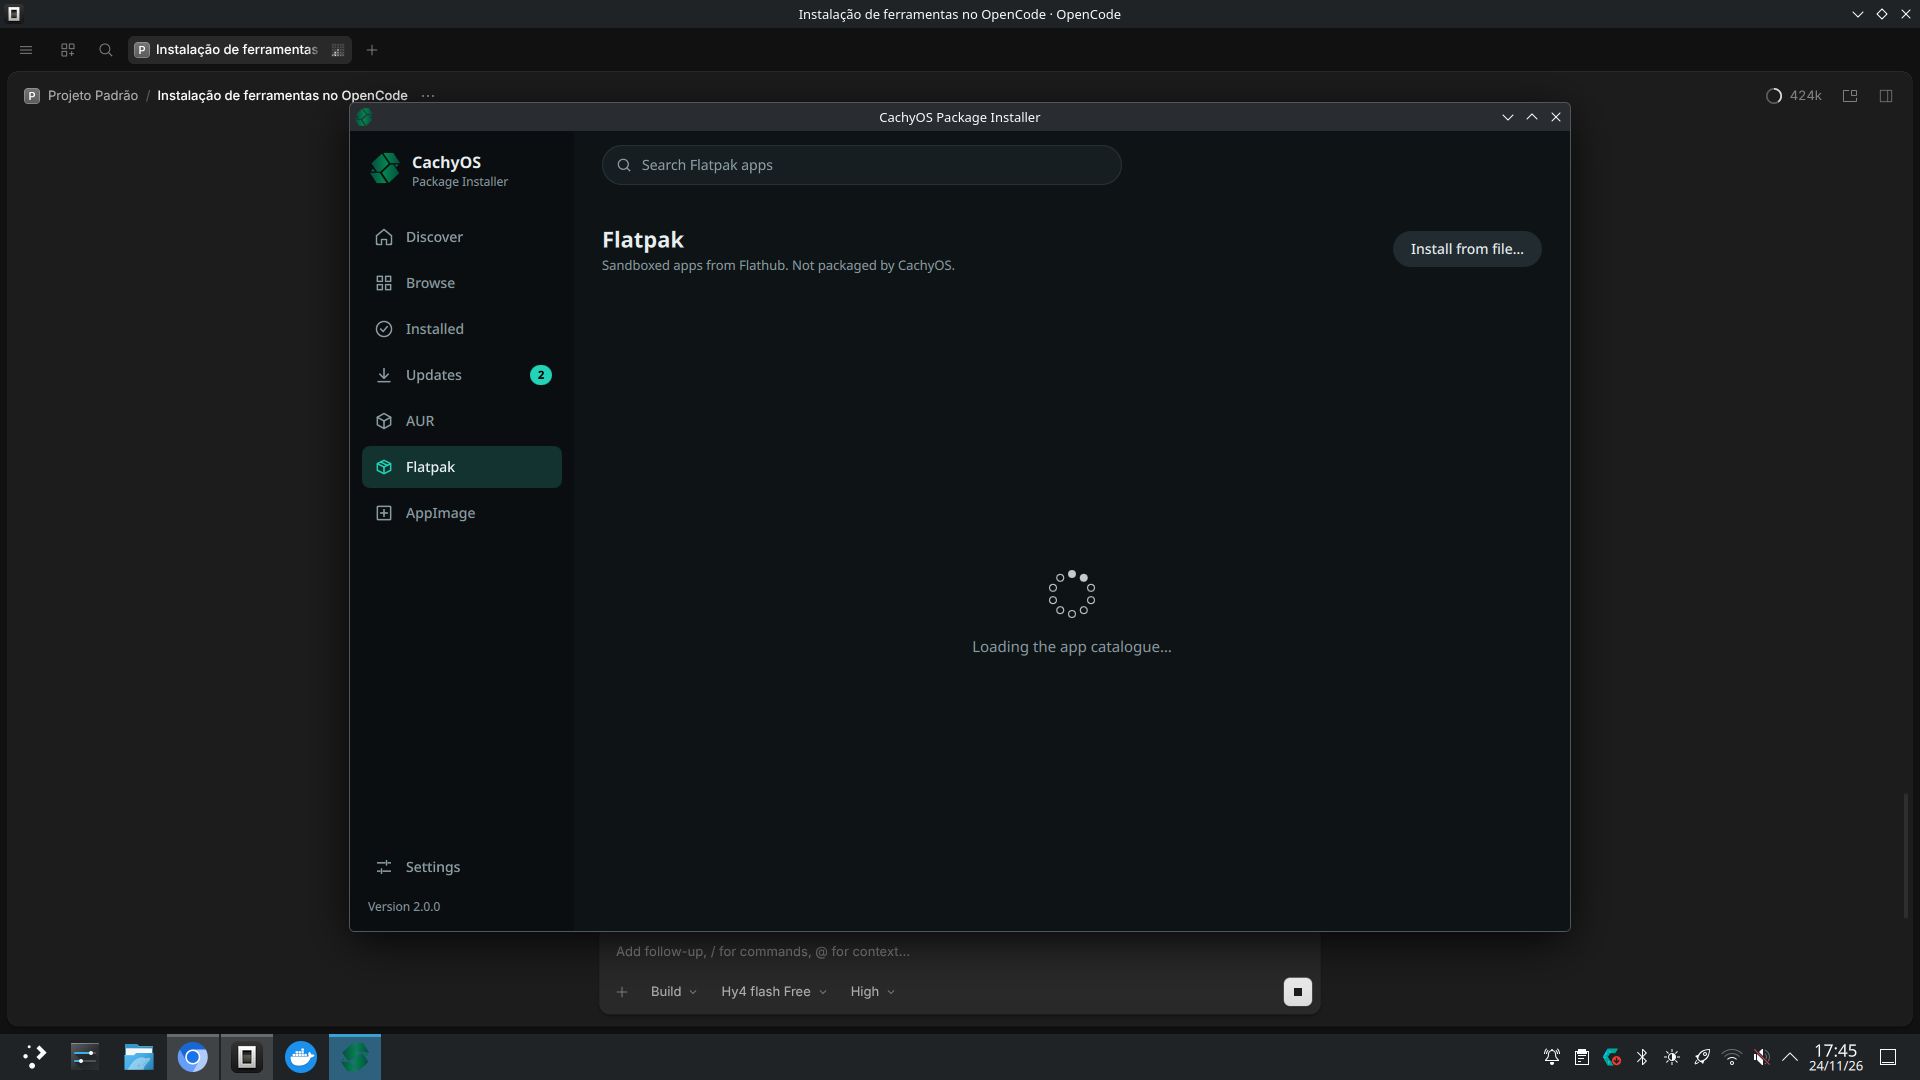 Instalação de ferramentas no OpenCode · OpenCode
P Instalação de ferramentas
P Projeto Padrão / Instalação de ferramentas no OpenCode ...
424k
CachyOS Package Installer
CachyOS
Package Installer
Search Flatpak apps
Discover
Browse
Installed
Updates 2
AUR
Flatpak
AppImage
Flatpak
Sandboxed apps from Flathub. Not packaged by CachyOS.
Install from file...
Loading the app catalogue...
Settings
Version 2.0.0
Add follow-up, / for commands, @ for context...
Build
Hy4 flash Free
High
17:45
24/11/26